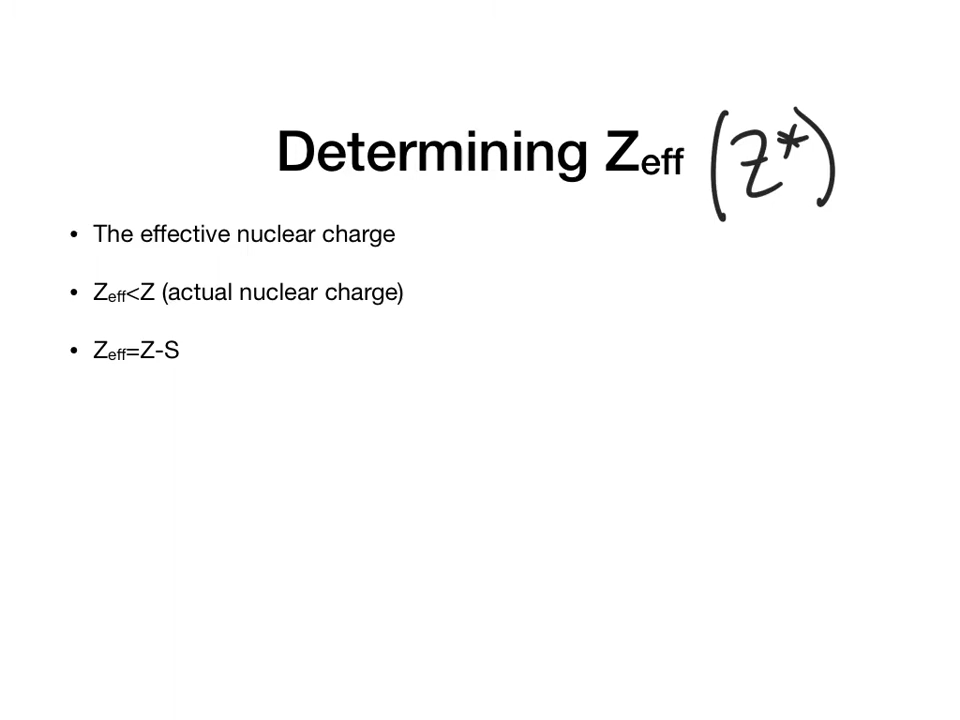 Determining Zeff (Z*)
• The effective nuclear charge
• Zeff<Z (actual nuclear charge)
• Zeff=Z-S